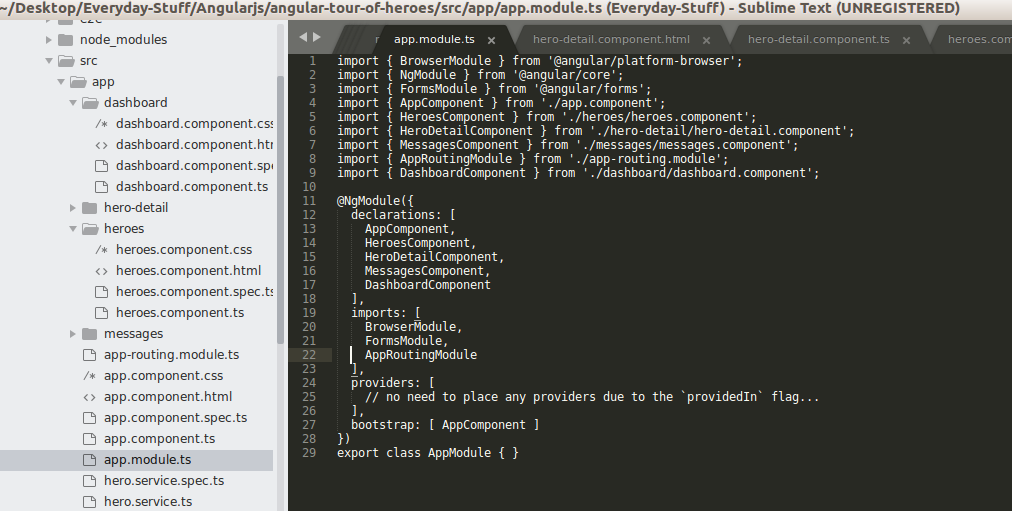 ~/Desktop/Everyday-Stuff/Angularjs/angular-tour-of-heroes/src/app/app.module.ts (Everyday-Stuff) - Sublime Text (UNREGISTERED)
node_modules
src
app
dashboard
dashboard.component.css
dashboard.component.htm
dashboard.component.spe
dashboard.component.ts
hero-detail
heroes
heroes.component.css
heroes.component.html
heroes.component.spec.ts
heroes.component.ts
messages
app-routing.module.ts
app.component.css
app.component.html
app.component.spec.ts
app.component.ts
app.module.ts
hero.service.spec.ts
hero.service.ts
app.module.ts × hero-detail.component.html × hero-detail.component.ts × heroes.com
1 import { BrowserModule } from '@angular/platform-browser';
2 import { NgModule } from '@angular/core';
3 import { FormsModule } from '@angular/forms';
4 import { AppComponent } from './app.component';
5 import { HeroesComponent } from './heroes/heroes.component';
6 import { HeroDetailComponent } from './hero-detail/hero-detail.component';
7 import { MessagesComponent } from './messages/messages.component';
8 import { AppRoutingModule } from './app-routing.module';
9 import { DashboardComponent } from './dashboard/dashboard.component';
10
11 @NgModule({
12 declarations: [
13 AppComponent,
14 HeroesComponent,
15 HeroDetailComponent,
16 MessagesComponent,
17 DashboardComponent
18 ],
19 imports: [
20 BrowserModule,
21 FormsModule,
22 AppRoutingModule
23 ],
24 providers: [
25 // no need to place any providers due to the `providedIn` flag...
26 ],
27 bootstrap: [ AppComponent ]
28 })
29 export class AppModule { }